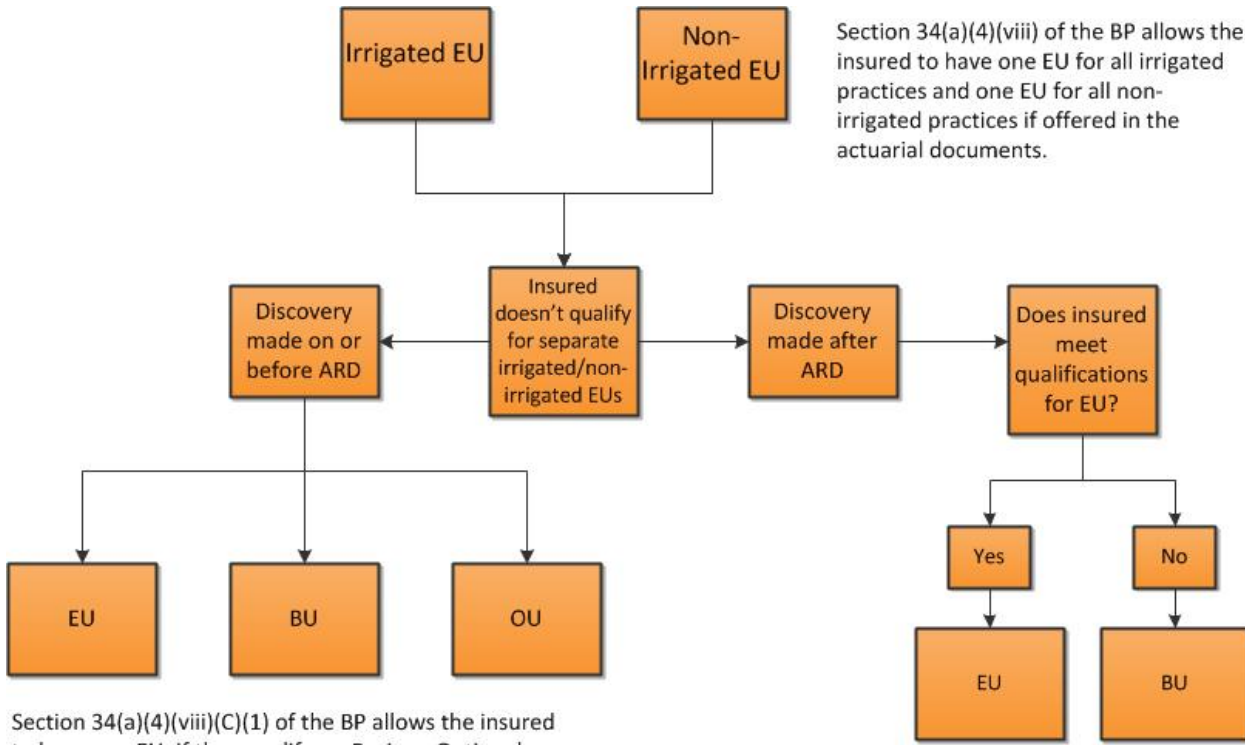 Irrigated EU
Non-
Irrigated EU
Section 34(a)(4)(viii) of the BP allows the
insured to have one EU for all irrigated
practices and one EU for all non-
irrigated practices if offered in the
actuarial documents.
Discovery
made on or
before ARD
Insured
doesn't qualify
for separate
irrigated/non-
irrigated EUs
Discovery
made after
ARD
Does insured
meet
qualifications
for EU?
Yes
No
EU
BU
OU
EU
BU
Section 34(a)(4)(viii)(C)(1) of the BP allows the insured